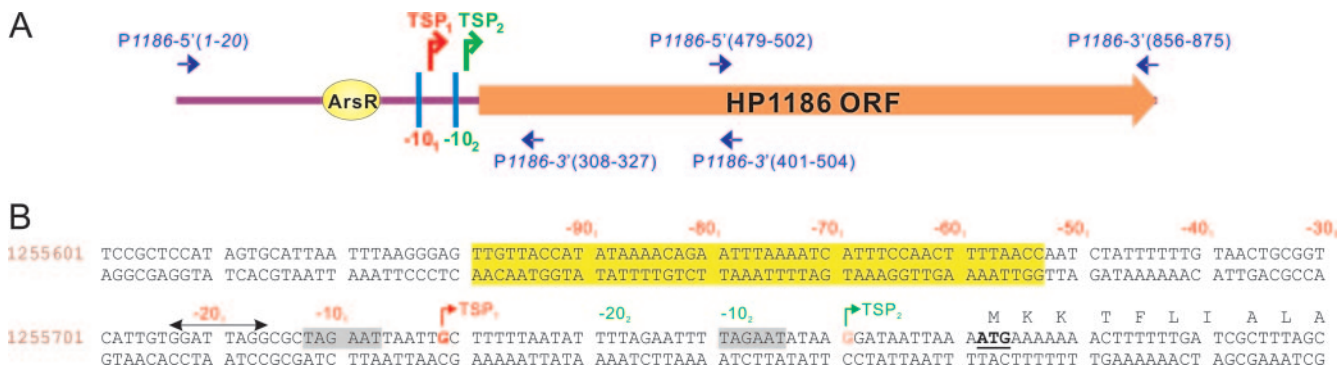 A
TSP1 TSP2
P1186-5'(1-20) P1186-5'(479-502) P1186-3'(856-875)
ArsR HP1186 ORF
-101 -102
P1186-3'(308-327) P1186-3'(401-504)
B
-901 -801 -701 -601 -501 -401 -301
1255601 TCCGCTCCAT AGTGCATTAA TTTAAGGGAG TTGTTACCAT ATAAAACAGA ATTTAAAATC ATTTCCAACT TTTAACCAAT CTATTTTTTG TAACTGCGGT
AGGCGAGGTA TCACGTAATT AAATTCCCTC AACAATGGTA TATTTTGTCT TAAATTTTAG TAAAGGTTGA AAATTGGTTA GATAAAAAAC ATTGACGCCA
-201 -101 TSP1 -202 -102 TSP2 M K K T F L I A L A
1255701 CATTGTGGAT TAGGCGCTAG AATTAATTGC TTTTTAATAT TTTAGAATTT TAGAATATAA GGATAATTAA AATGAAAAAA ACTTTTTTGA TCGCTTTAGC
GTAACACCTA ATCCGCGATC TTAATTAACG AAAAATTATA AAATCTTAAA ATCTTATATT CCTATTAATT TTACTTTTTT TGAAAAAACT AGCGAAATCG